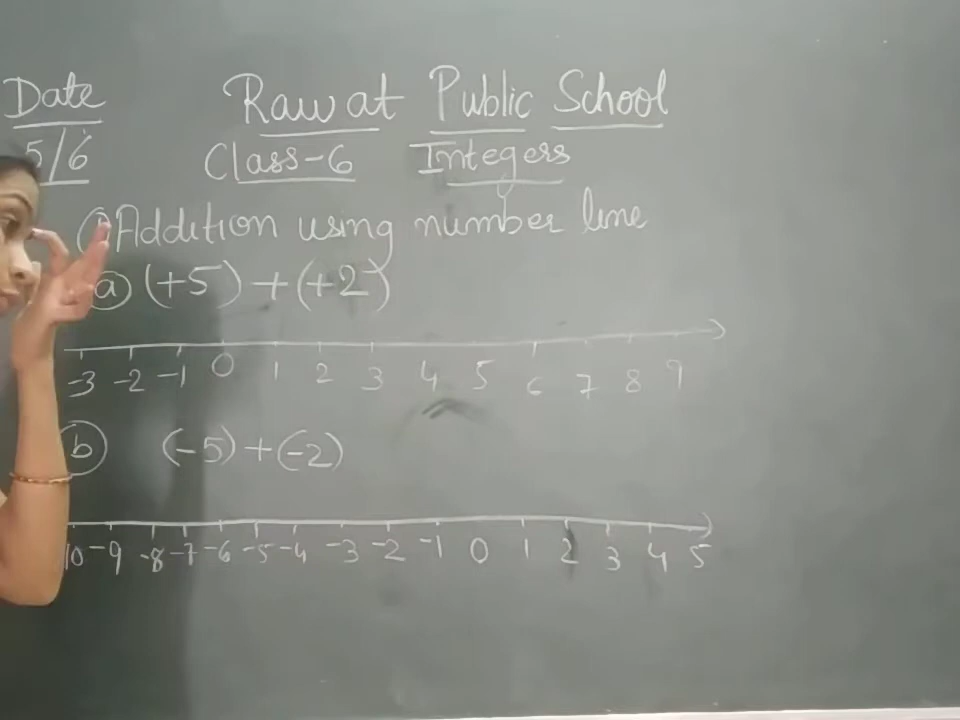 Date Rawat Public School
5/6 Class-6 Integers
① Addition using number line
ⓐ (+5) + (+2)
-3 -2 -1 0 1 2 3 4 5 6 7 8 9
ⓑ (-5) + (-2)
10 -9 -8 -7 -6 -5 -4 -3 -2 -1 0 1 2 3 4 5